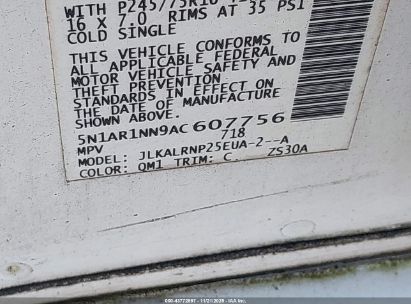 WITH P245/75R16
16 X 7.0 RIMS AT 35 PSI
COLD SINGLE
THIS VEHICLE CONFORMS TO
ALL APPLICABLE FEDERAL
MOTOR VEHICLE SAFETY AND
THEFT PREVENTION
STANDARDS IN EFFECT ON
THE DATE OF MANUFACTURE
SHOWN ABOVE.
5N1AR1NN9AC607756
MPV 718
MODEL: JLKALRNP25EUA-2--A
COLOR: QM1 TRIM: C ZS30A